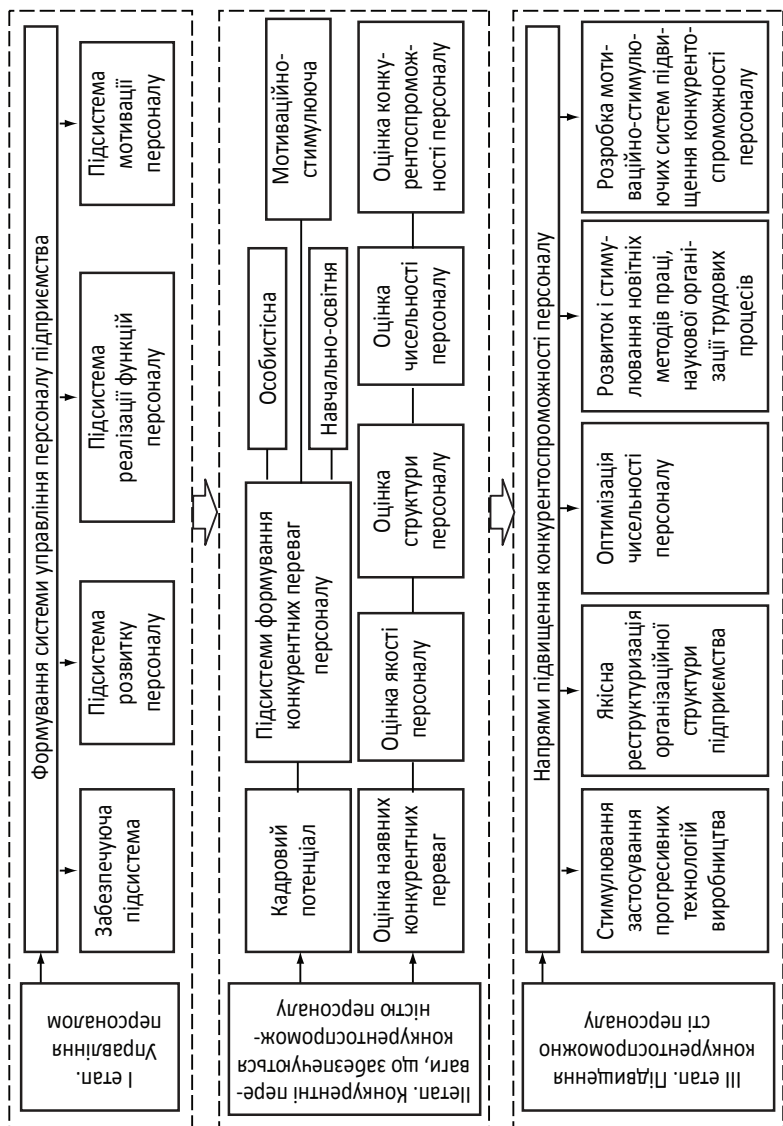 І етап.
Управління
персоналом
Формування системи управління персоналу підприємства
Забезпечуюча
підсистема
Підсистема
розвитку
персоналу
Підсистема
реалізації функцій
персоналу
Підсистема
мотивації
персоналу
ІІетап. Конкурентні пере-
ваги, що забезпечуються
конкурентоспромож-
ністю персоналу
Кадровий
потенціал
Підсистеми формування
конкурентних переваг
персоналу
Особистісна
Навчально-освітня
Мотиваційно-
стимулююча
Оцінка наявних
конкурентних
переваг
Оцінка якості
персоналу
Оцінка
структури
персоналу
Оцінка
чисельності
персоналу
Оцінка конку-
рентоспромож-
ності персоналу
ІІІ етап. Підвищення
конкурентоспроможно
сті персоналу
Напрями підвищення конкурентоспроможності персоналу
Стимулювання
застосування
прогресивних
технологій
виробництва
Якісна
реструктуризація
організаційної
структури
підприємства
Оптимізація
чисельності
персоналу
Розвиток і стиму-
лювання новітніх
методів праці,
наукової органі-
зації трудових
процесів
Розробка моти-
ваційно-стимулю-
ючих систем підви-
щення конкуренто-
спроможності
персоналу